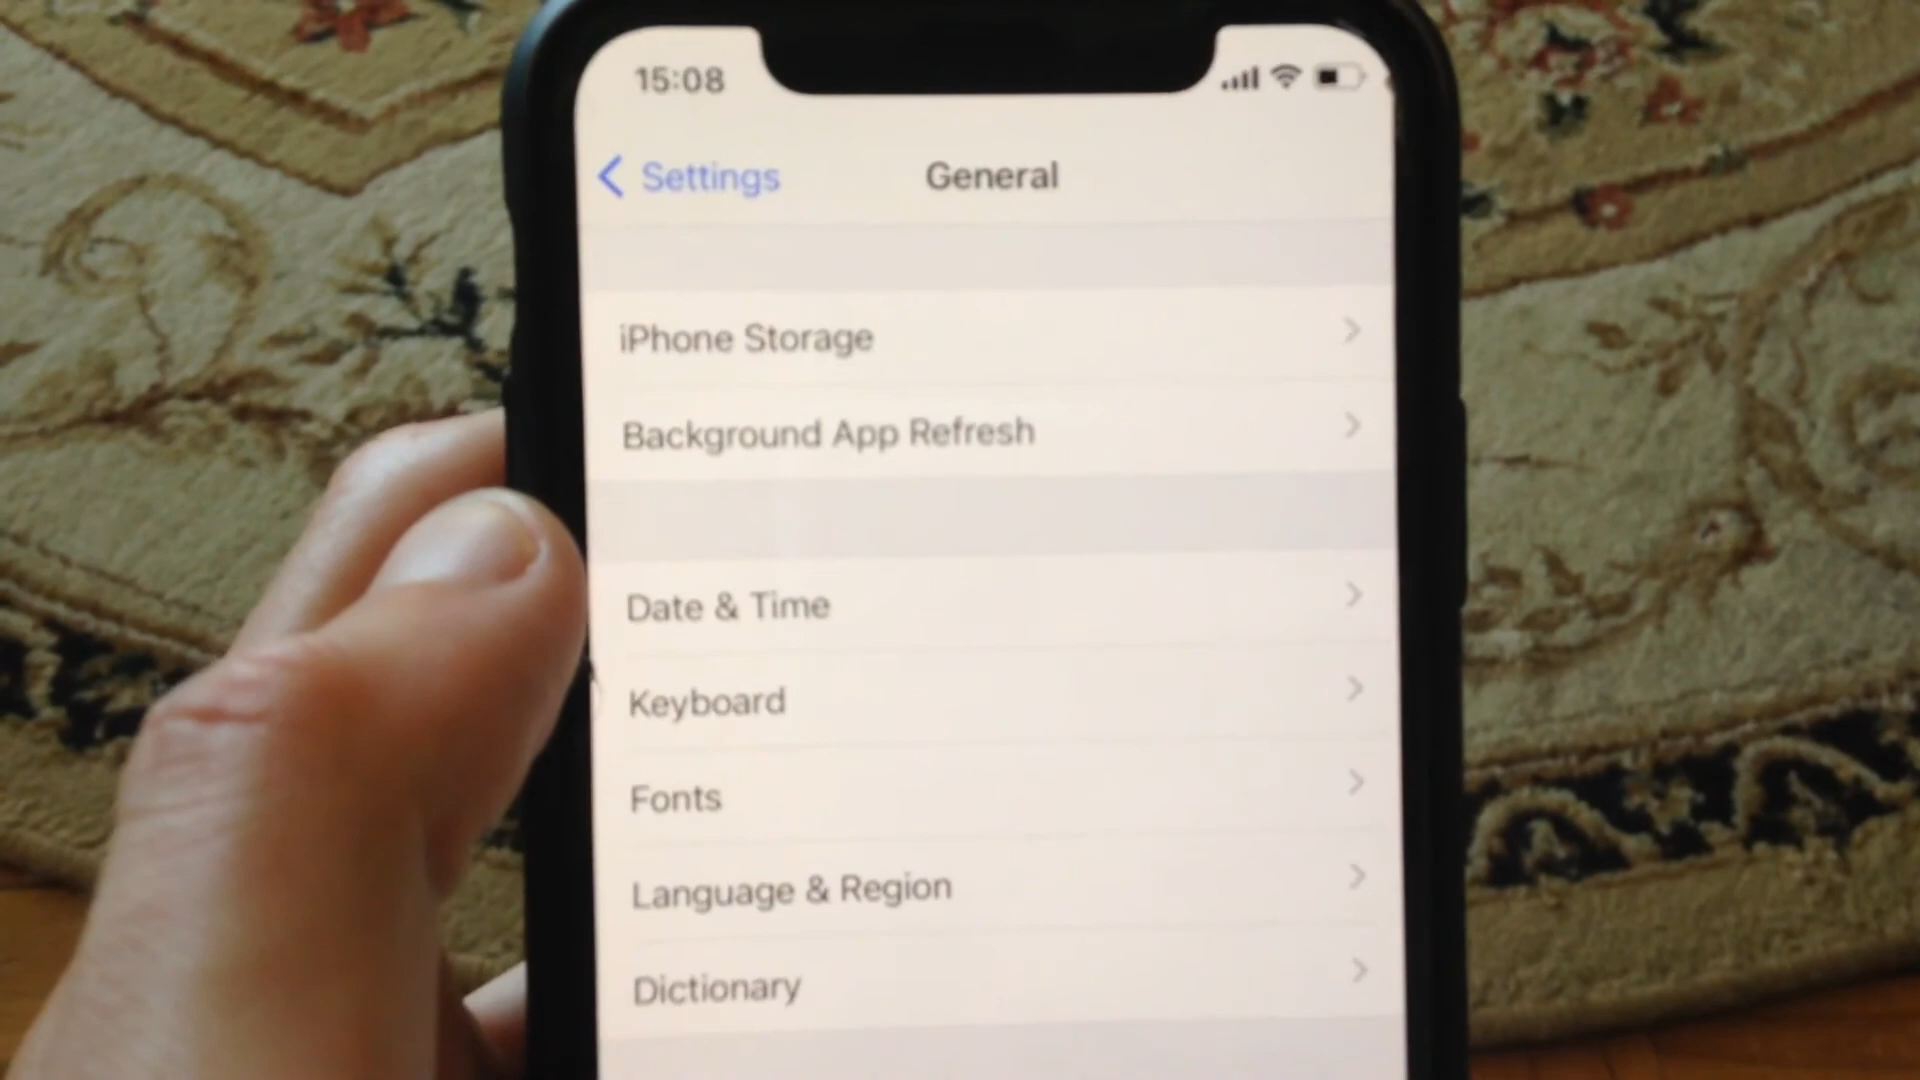 15:08
Settings
General
iPhone Storage
Background App Refresh
Date & Time
Keyboard
Fonts
Language & Region
Dictionary